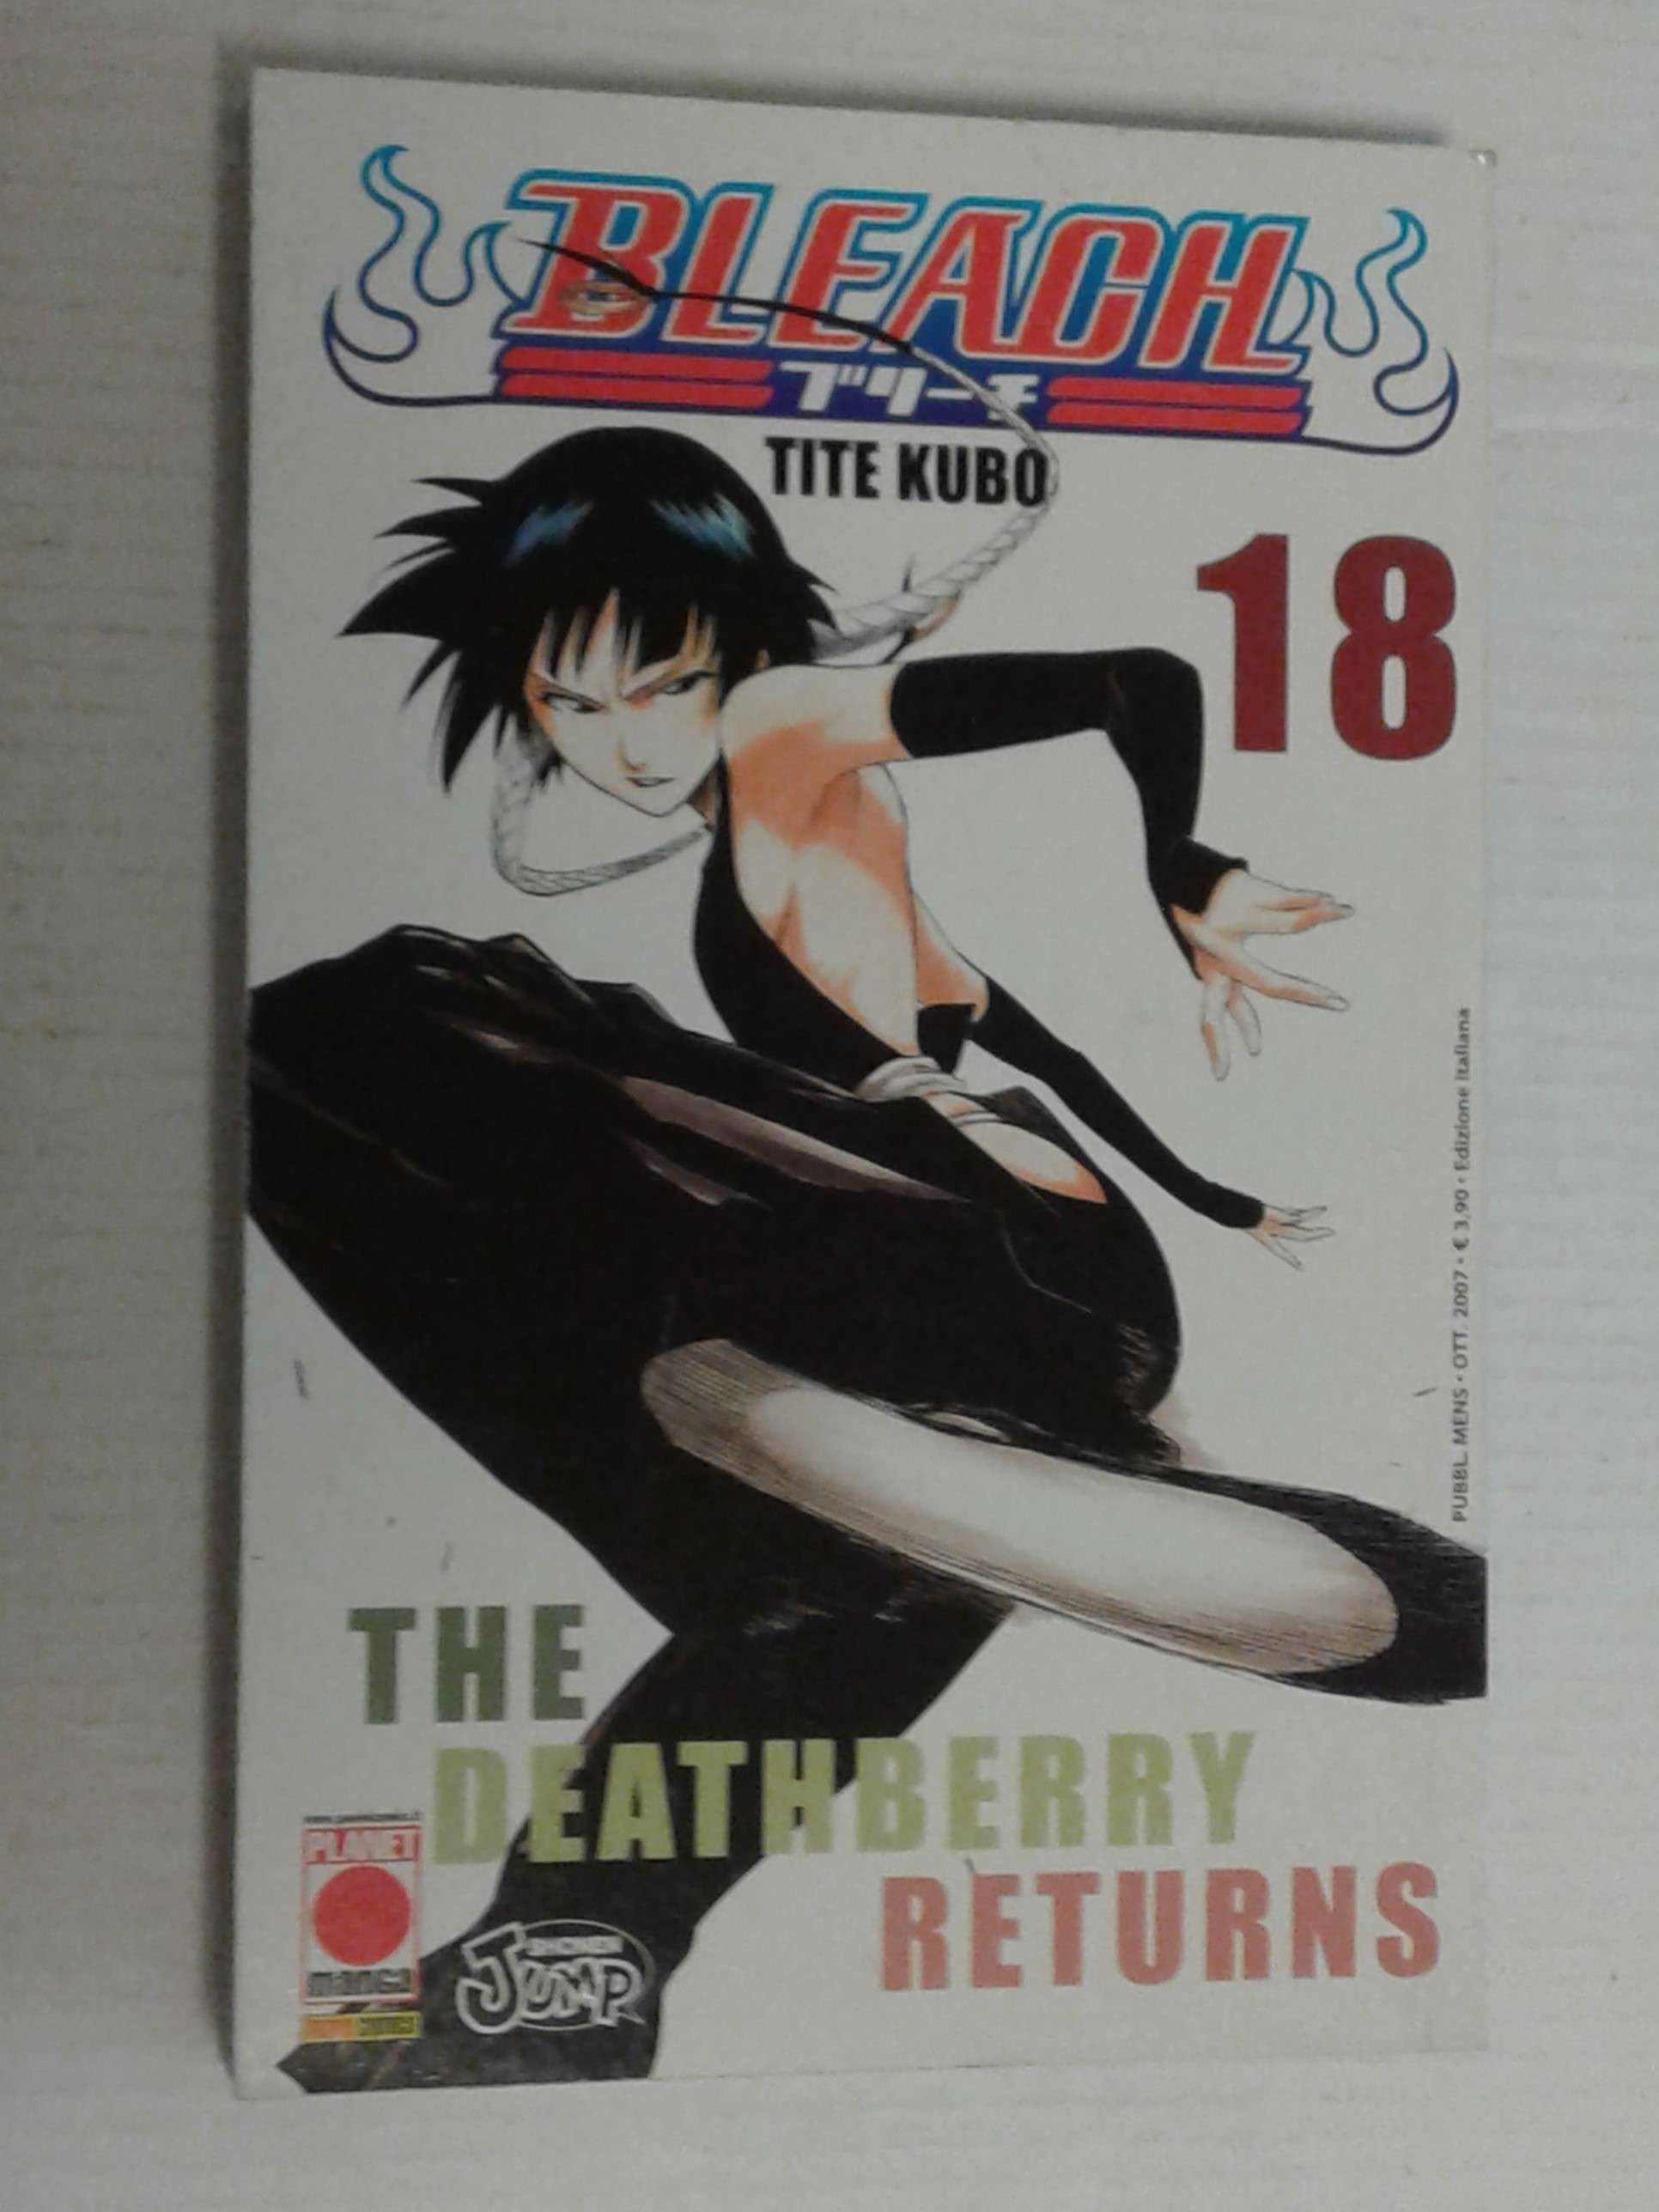 BLEACH
ブリーチ
TITE KUBO
18
PUBBL. MENS • OTT. 2007 • € 3,90 • Edizione italiana
THE
DEATHBERRY
RETURNS
PLANET
MANGA
SHONEN
JUMP